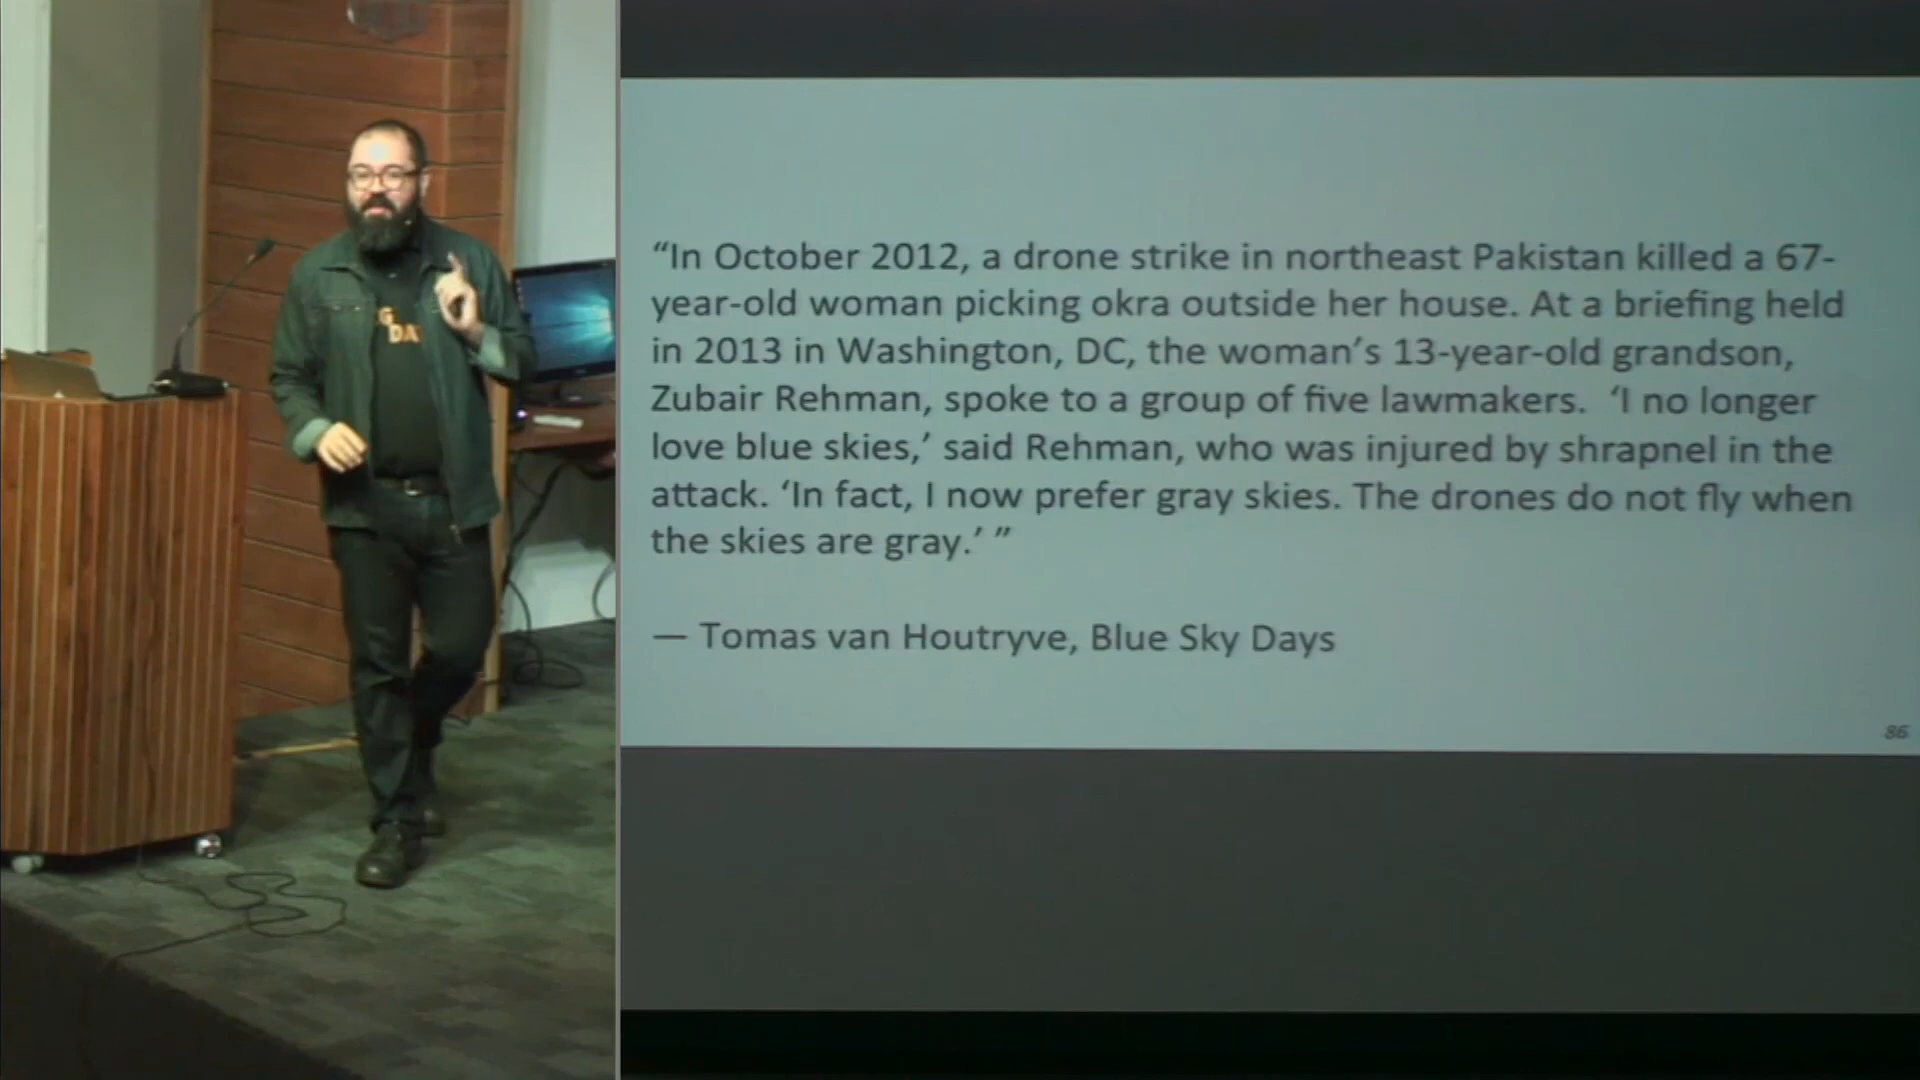 G
DA
“In October 2012, a drone strike in northeast Pakistan killed a 67-
year-old woman picking okra outside her house. At a briefing held
in 2013 in Washington, DC, the woman’s 13-year-old grandson,
Zubair Rehman, spoke to a group of five lawmakers.  ‘I no longer
love blue skies,’ said Rehman, who was injured by shrapnel in the
attack. ‘In fact, I now prefer gray skies. The drones do not fly when
the skies are gray.’ ”
— Tomas van Houtryve, Blue Sky Days
86